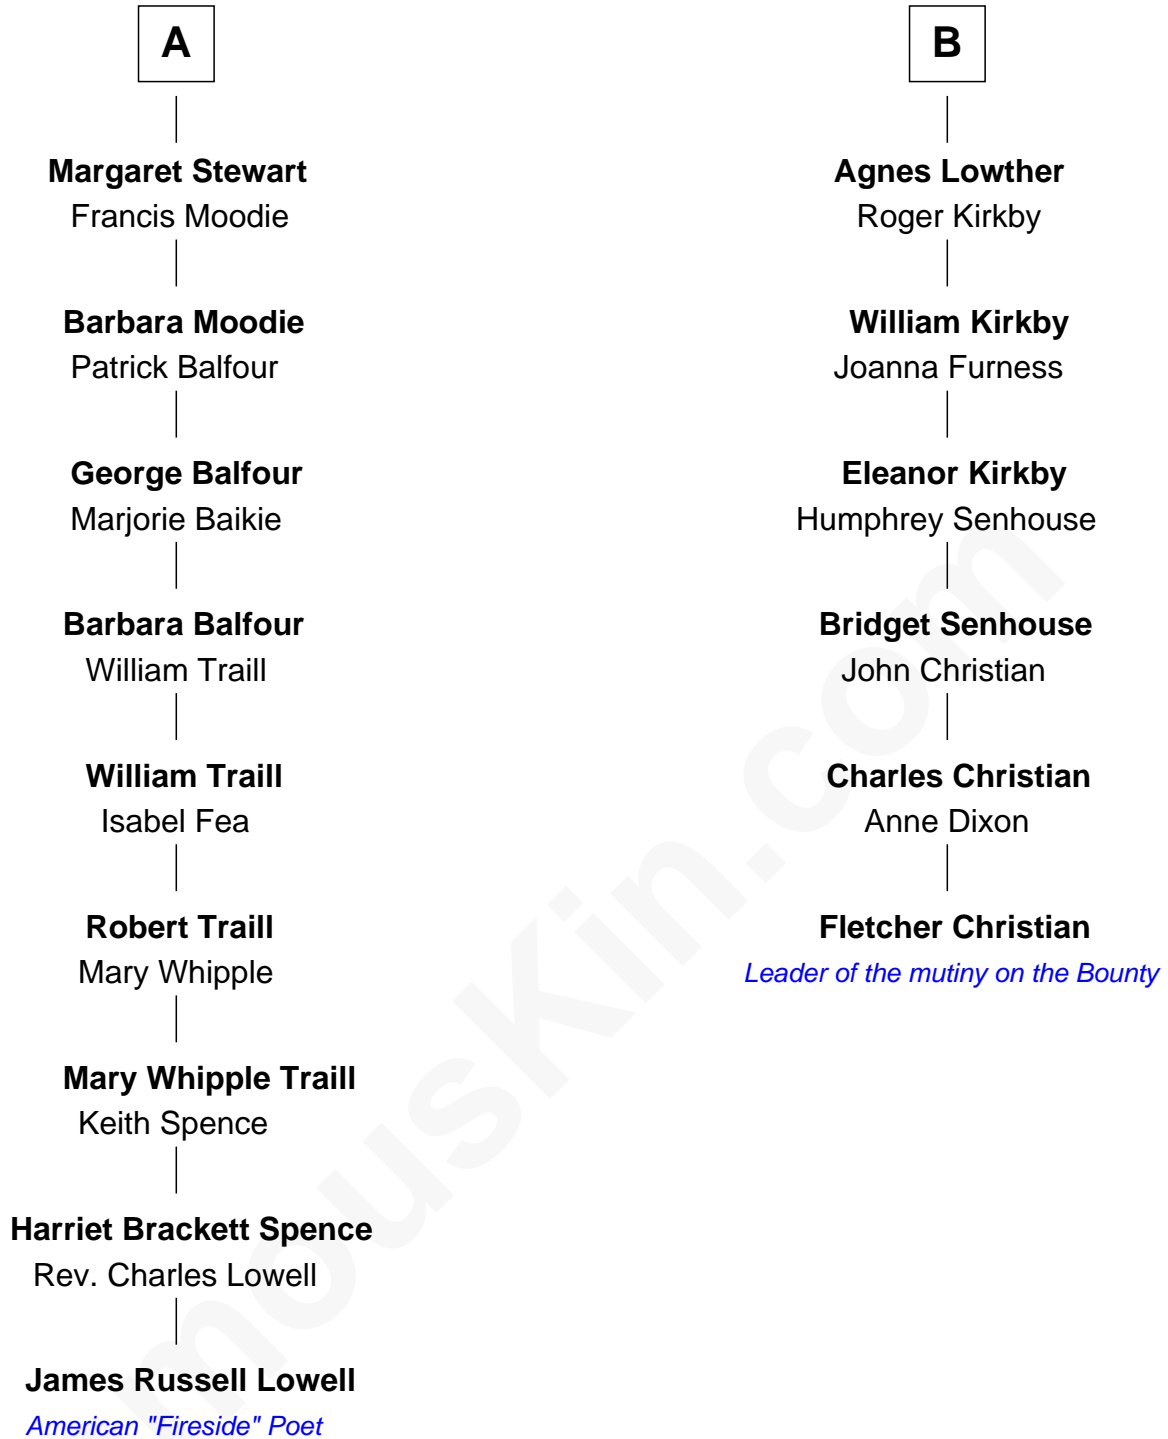 A
Margaret Stewart
Francis Moodie
Barbara Moodie
Patrick Balfour
George Balfour
Marjorie Baikie
Barbara Balfour
William Traill
William Traill
Isabel Fea
Robert Traill
Mary Whipple
Mary Whipple Traill
Keith Spence
Harriet Brackett Spence
Rev. Charles Lowell
James Russell Lowell
American "Fireside" Poet
B
Agnes Lowther
Roger Kirkby
William Kirkby
Joanna Furness
Eleanor Kirkby
Humphrey Senhouse
Bridget Senhouse
John Christian
Charles Christian
Anne Dixon
Fletcher Christian
Leader of the mutiny on the Bounty
mousKin.com